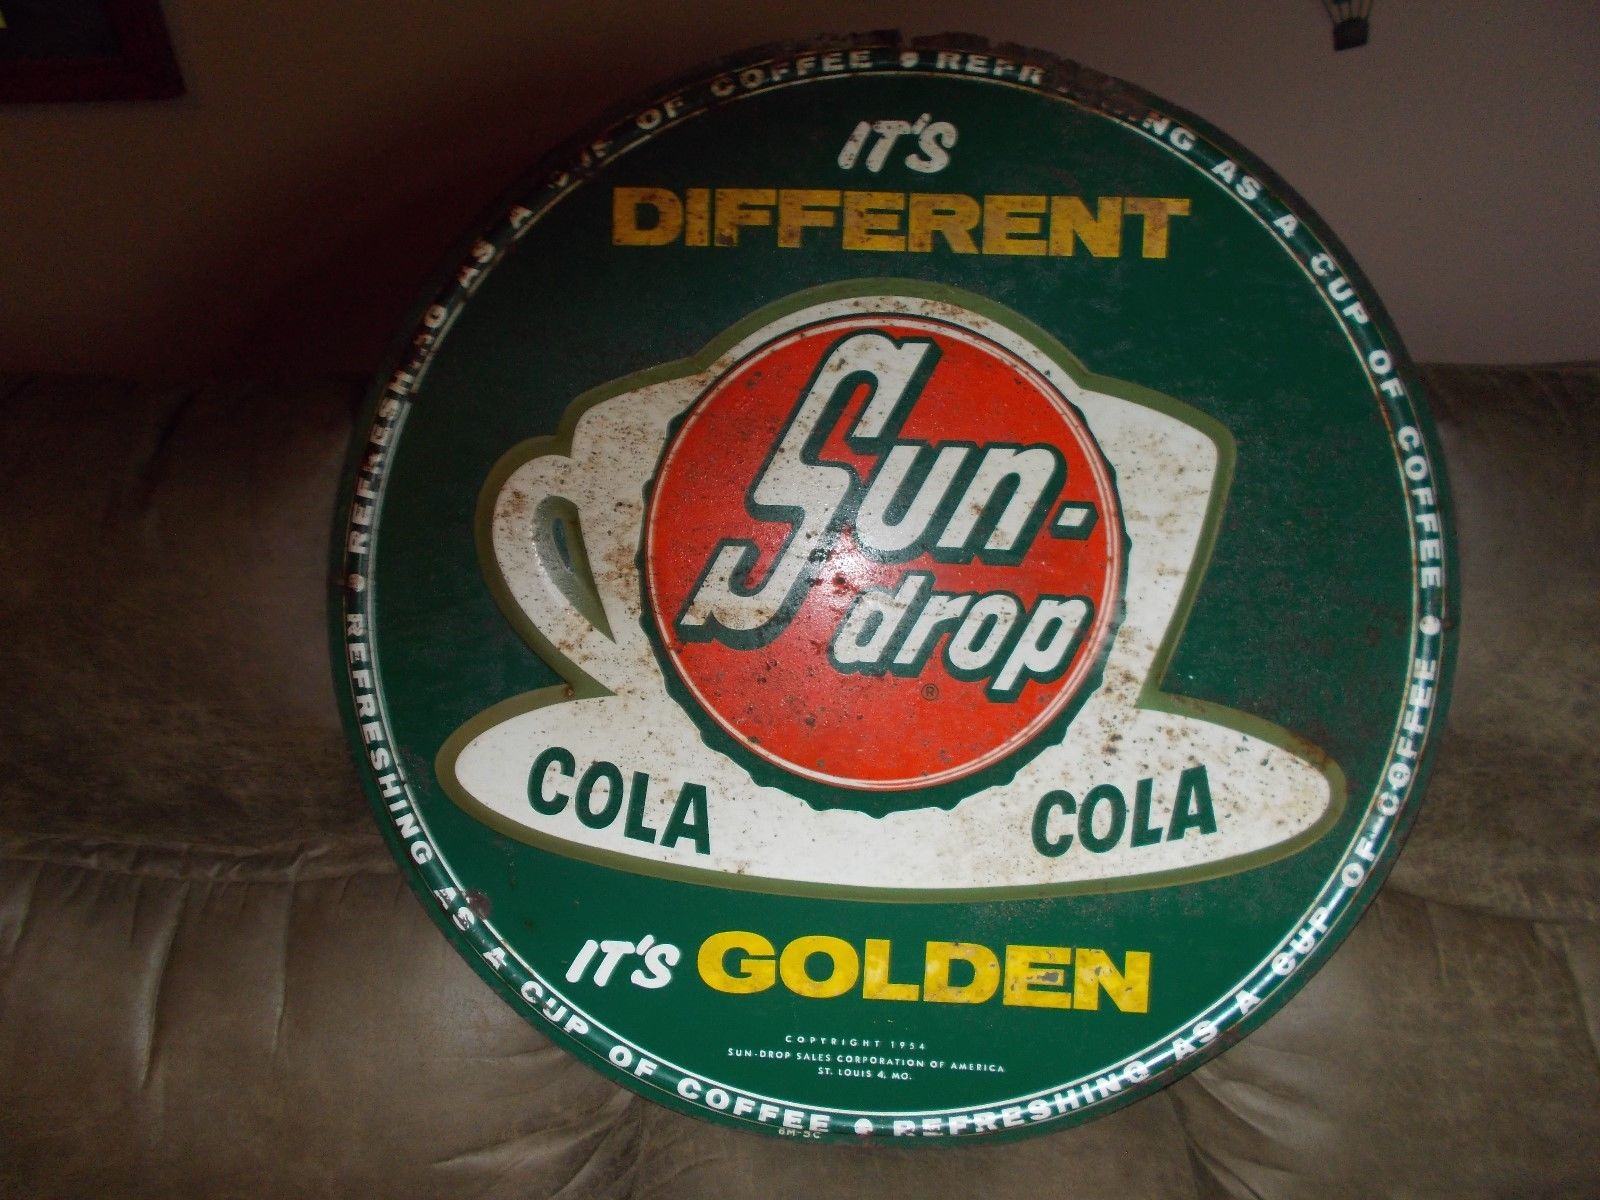 IT'S
DIFFERENT
Sun-
drop
®
COLA COLA
IT'S GOLDEN
COPYRIGHT 1954
SUN-DROP SALES CORPORATION OF AMERICA
ST. LOUIS 4, MO.
REFRESHING AS A CUP OF COFFEE • REFRESHING AS A CUP OF COFFEE • REFRESHING AS A OF COFFEE • AS A CUP OF COFFEE •
6M-5C